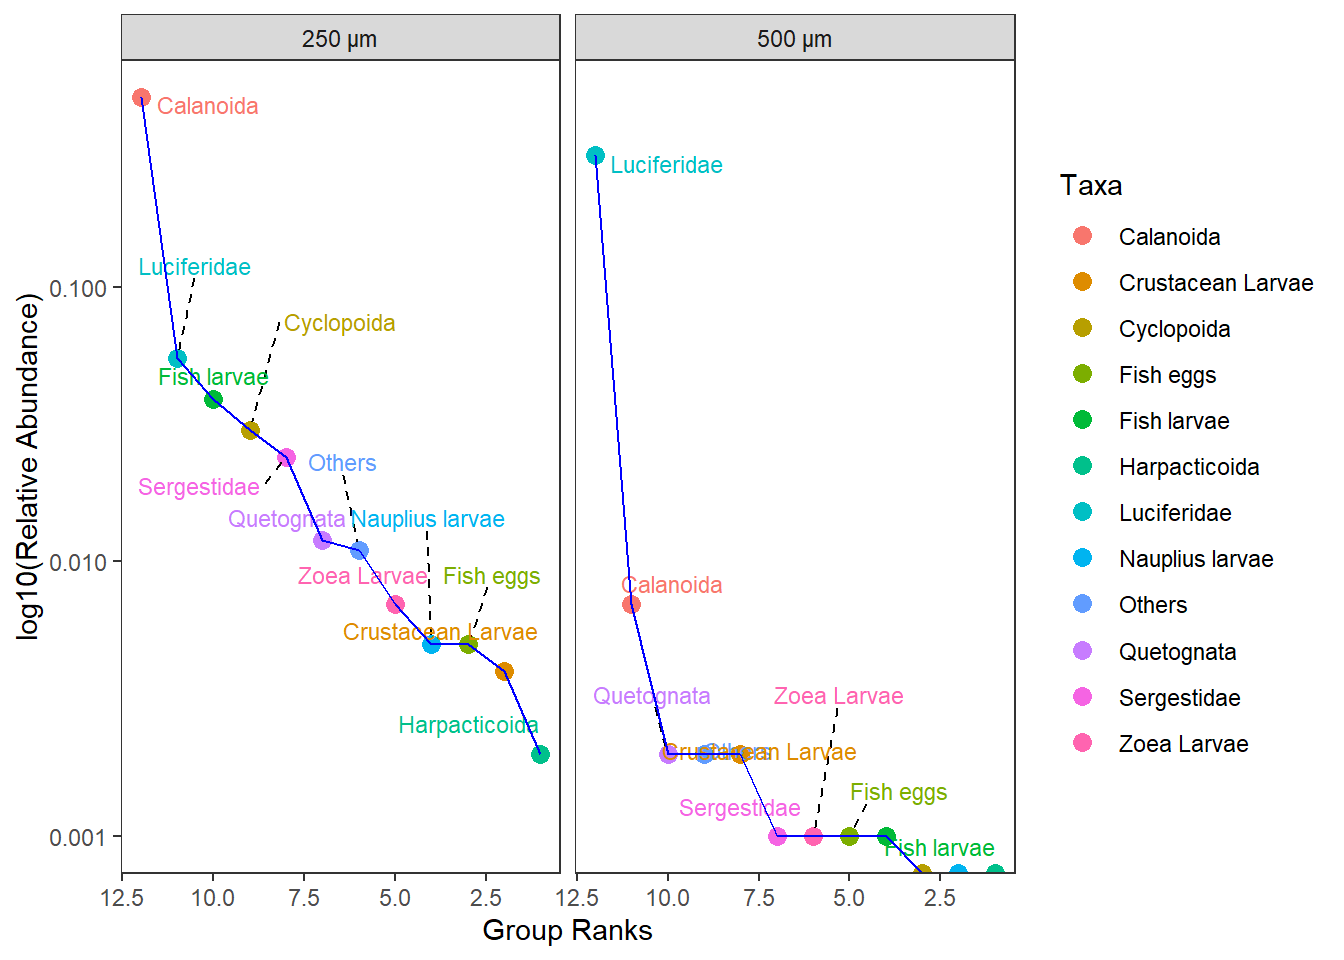 250 µm
500 µm
Calanoida
Luciferidae
Cyclopoida
Fish larvae
Others
Sergestidae
Quetognata
Nauplius larvae
Zoea Larvae
Fish eggs
Crustacean Larvae
Harpacticoida
Luciferidae
Calanoida
Quetognata
Zoea Larvae
Others
Crustacean Larvae
Fish eggs
Sergestidae
Fish larvae
0.100
0.010
0.001
log10(Relative Abundance)
12.5 10.0 7.5 5.0 2.5
12.5 10.0 7.5 5.0 2.5
Group Ranks
Taxa
Calanoida
Crustacean Larvae
Cyclopoida
Fish eggs
Fish larvae
Harpacticoida
Luciferidae
Nauplius larvae
Others
Quetognata
Sergestidae
Zoea Larvae